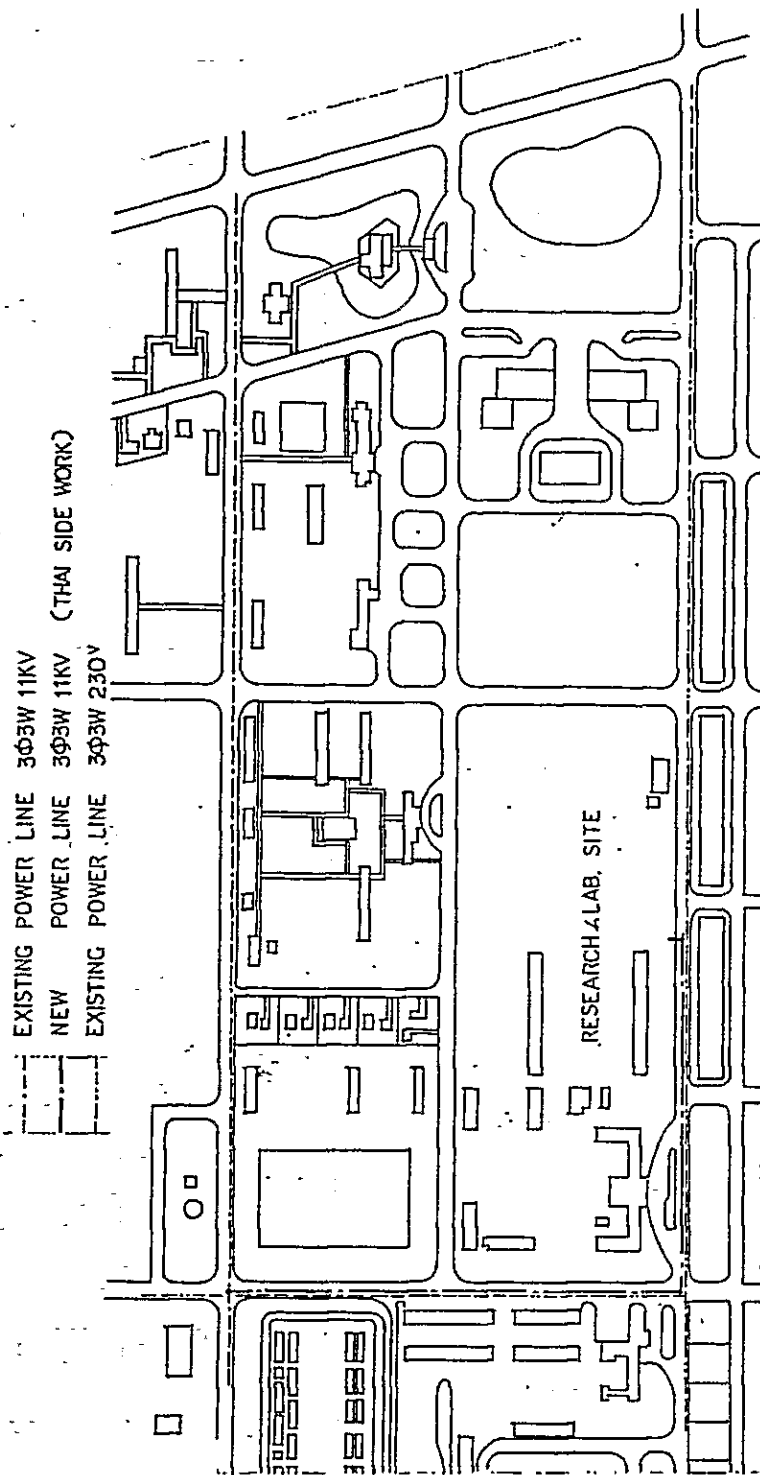 EXISTING POWER LINE 3Φ3W 11KV
NEW POWER LINE 3Φ3W 11KV (THAI SIDE WORK)
EXISTING POWER LINE 3Φ3W 230V
RESEARCH & LAB. SITE